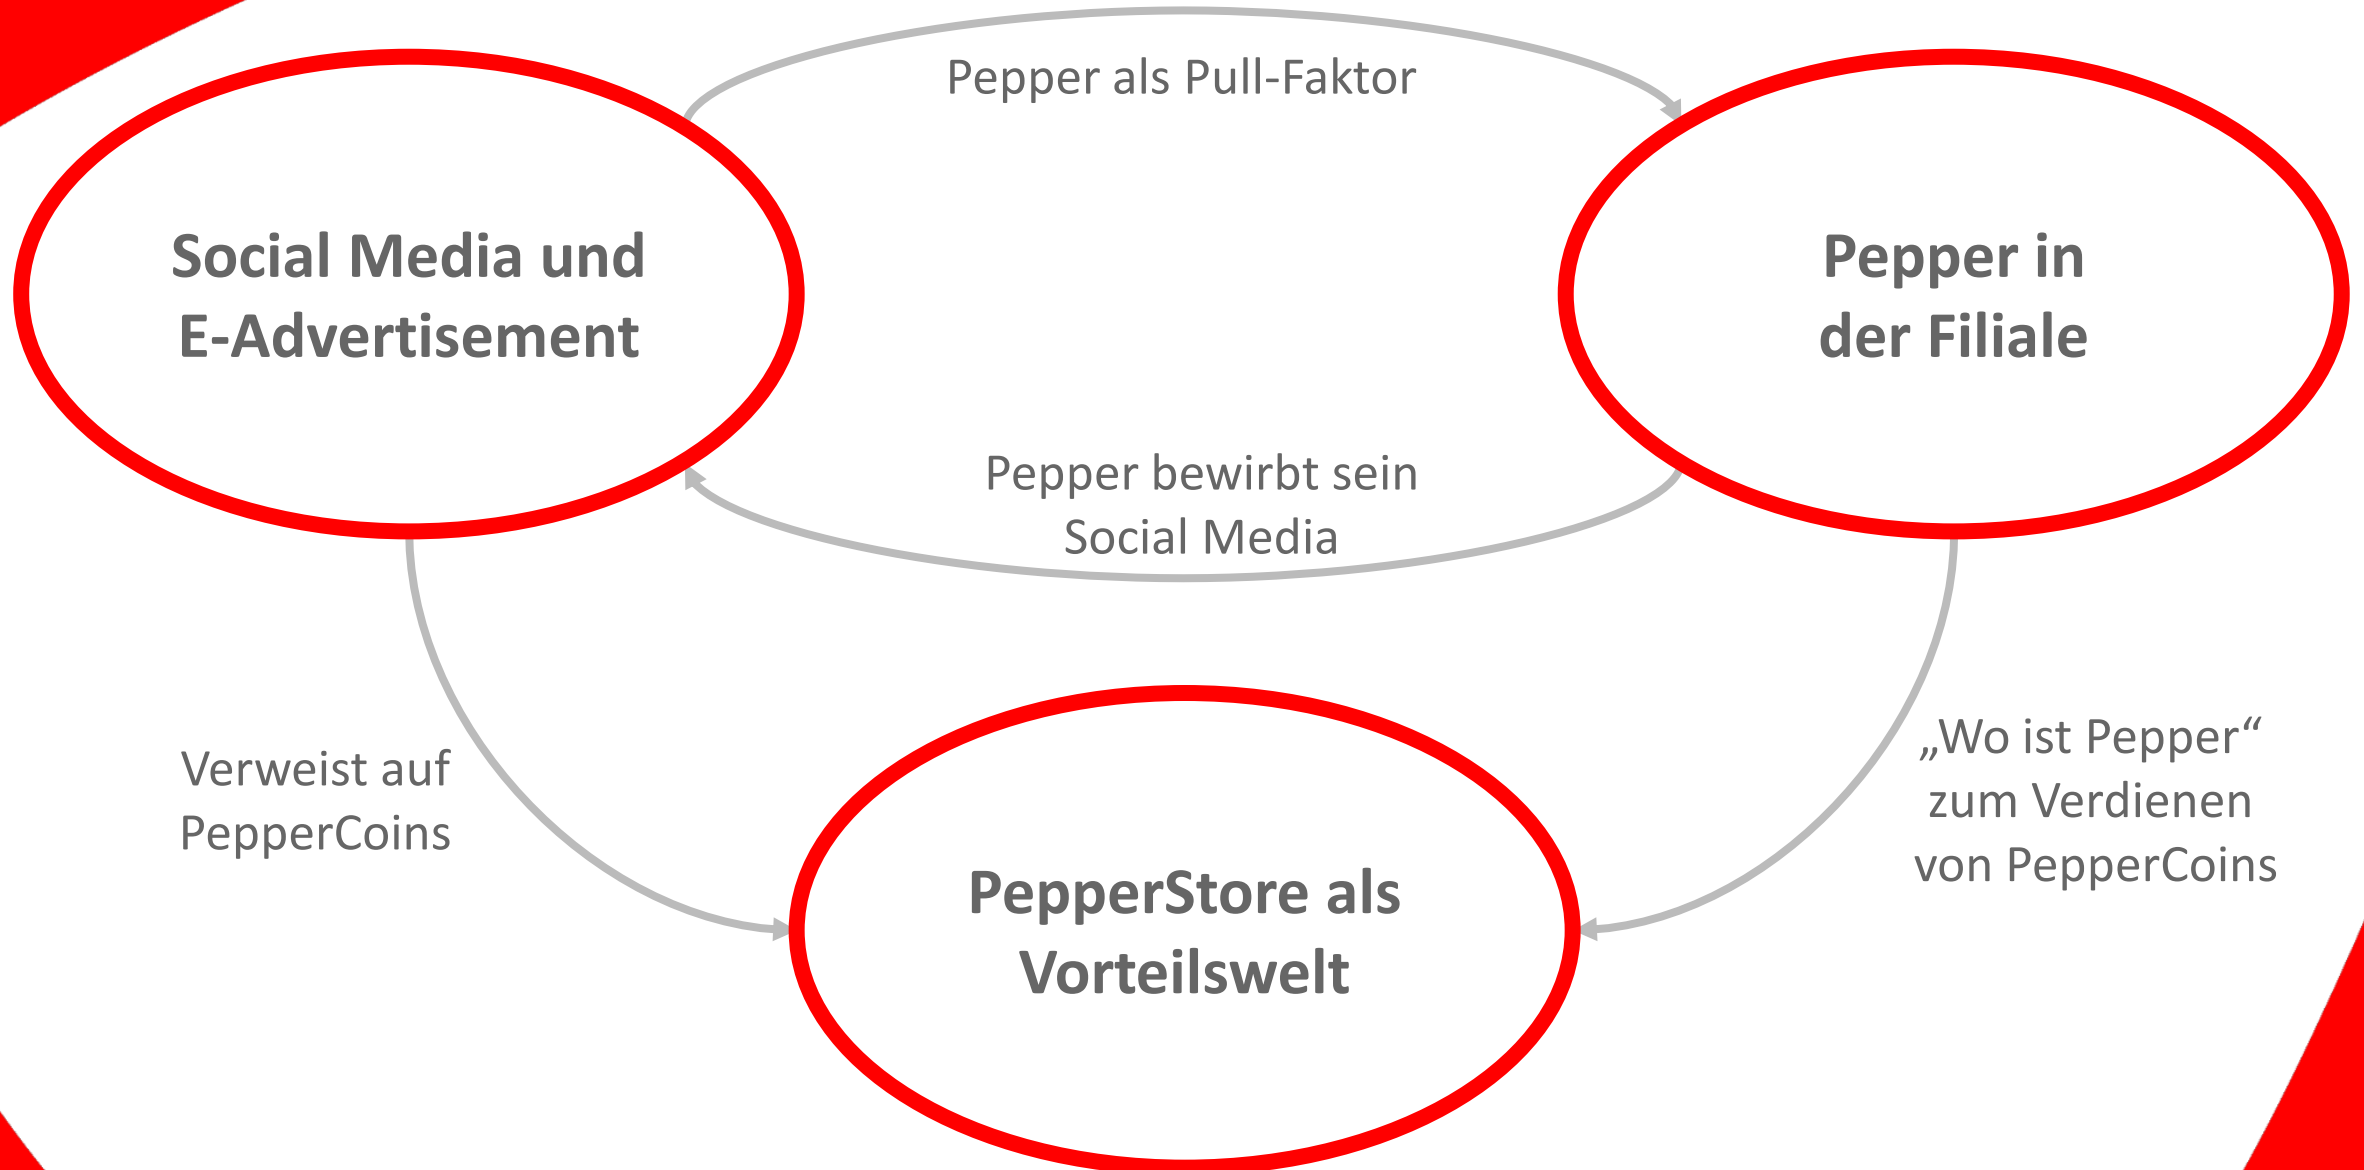 Pepper als Pull-Faktor
Social Media und
E-Advertisement
Pepper in
der Filiale
Pepper bewirbt sein
Social Media
Verweist auf
PepperCoins
„Wo ist Pepper“
zum Verdienen
von PepperCoins
PepperStore als
Vorteilswelt